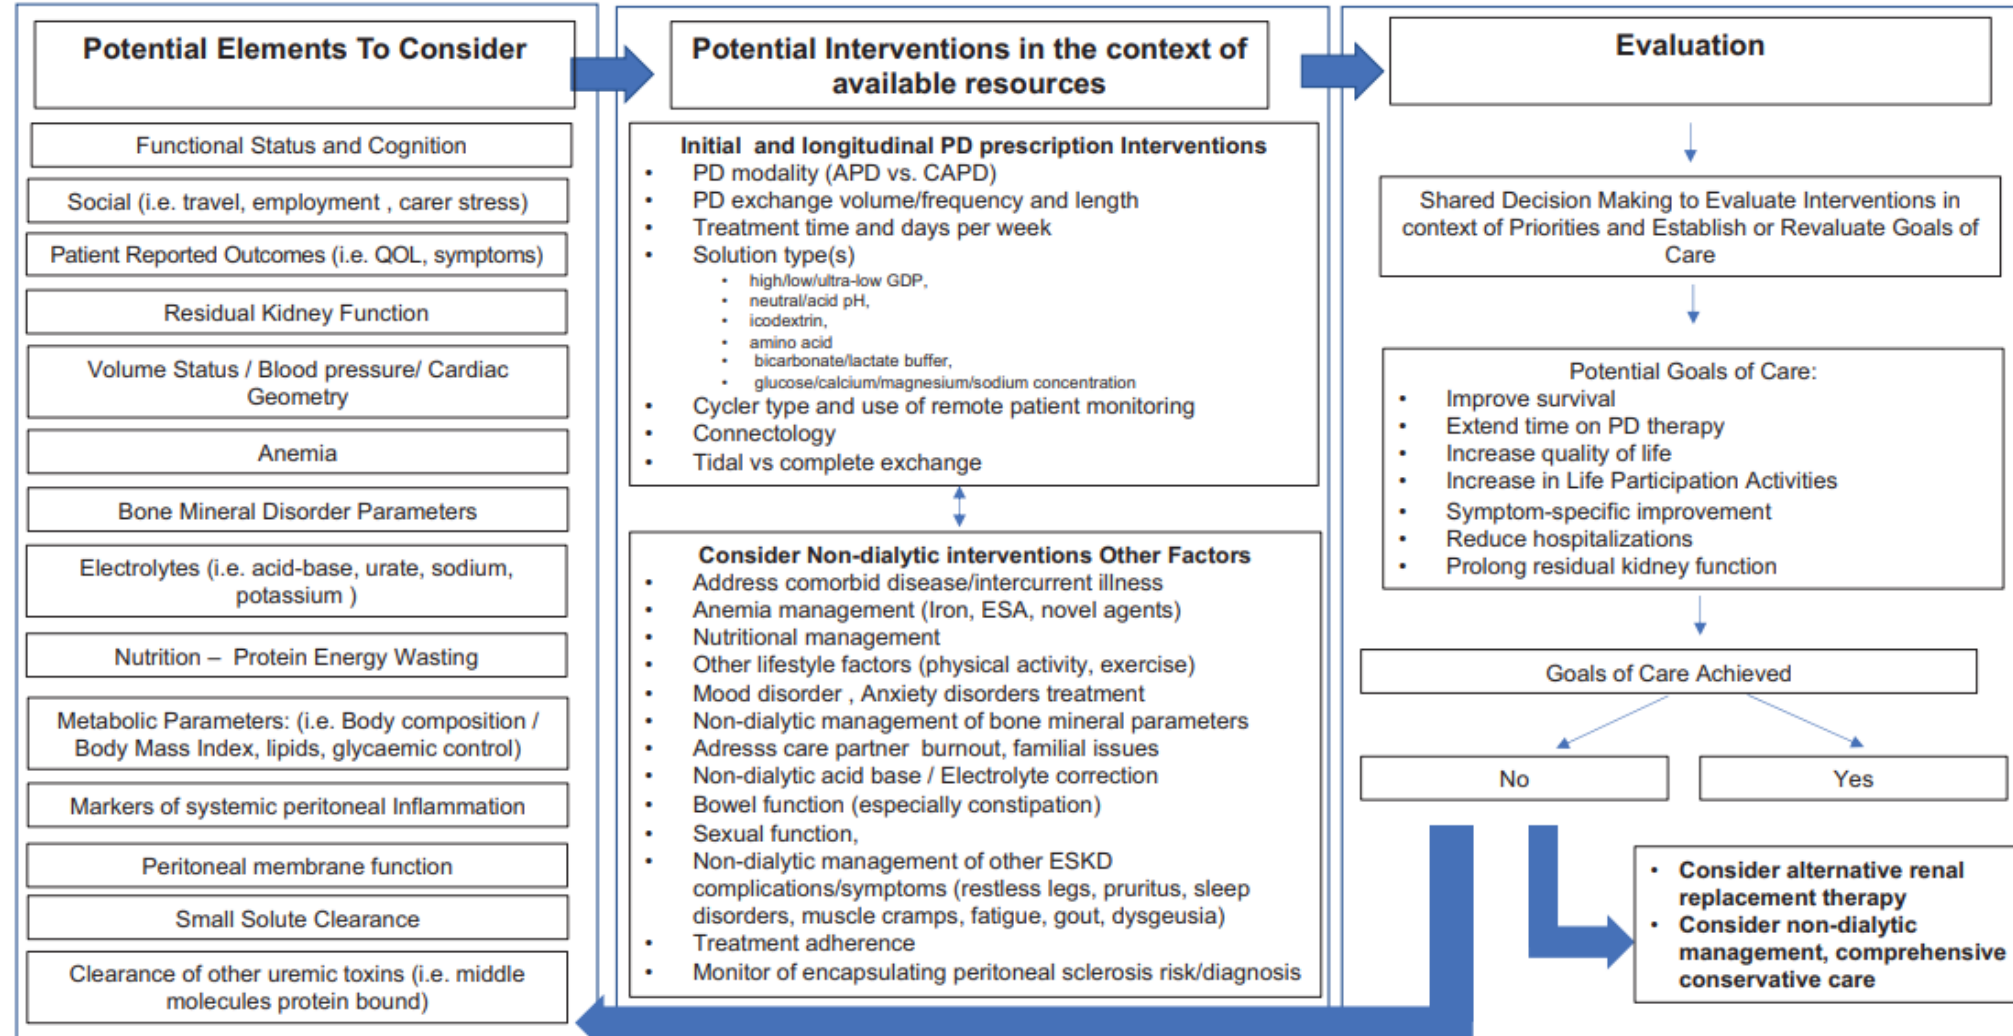 Potential Elements To Consider
Functional Status and Cognition
Social (i.e. travel, employment , carer stress)
Patient Reported Outcomes (i.e. QOL, symptoms)
Residual Kidney Function
Volume Status / Blood pressure/ Cardiac
Geometry
Anemia
Bone Mineral Disorder Parameters
Electrolytes (i.e. acid-base, urate, sodium,
potassium )
Nutrition – Protein Energy Wasting
Metabolic Parameters: (i.e. Body composition /
Body Mass Index, lipids, glycaemic control)
Markers of systemic peritoneal Inflammation
Peritoneal membrane function
Small Solute Clearance
Clearance of other uremic toxins (i.e. middle
molecules protein bound)
Potential Interventions in the context of
available resources
Initial and longitudinal PD prescription Interventions
• PD modality (APD vs. CAPD)
• PD exchange volume/frequency and length
• Treatment time and days per week
• Solution type(s)
• high/low/ultra-low GDP,
• neutral/acid pH,
• icodextrin,
• amino acid
• bicarbonate/lactate buffer,
• glucose/calcium/magnesium/sodium concentration
• Cycler type and use of remote patient monitoring
• Connectology
• Tidal vs complete exchange
Consider Non-dialytic interventions Other Factors
• Address comorbid disease/intercurrent illness
• Anemia management (Iron, ESA, novel agents)
• Nutritional management
• Other lifestyle factors (physical activity, exercise)
• Mood disorder , Anxiety disorders treatment
• Non-dialytic management of bone mineral parameters
• Adresss care partner burnout, familial issues
• Non-dialytic acid base / Electrolyte correction
• Bowel function (especially constipation)
• Sexual function,
• Non-dialytic management of other ESKD
complications/symptoms (restless legs, pruritus, sleep
disorders, muscle cramps, fatigue, gout, dysgeusia)
• Treatment adherence
• Monitor of encapsulating peritoneal sclerosis risk/diagnosis
Evaluation
Shared Decision Making to Evaluate Interventions in
context of Priorities and Establish or Revaluate Goals of
Care
Potential Goals of Care:
• Improve survival
• Extend time on PD therapy
• Increase quality of life
• Increase in Life Participation Activities
• Symptom-specific improvement
• Reduce hospitalizations
• Prolong residual kidney function
Goals of Care Achieved
No
Yes
• Consider alternative renal
replacement therapy
• Consider non-dialytic
management, comprehensive
conservative care